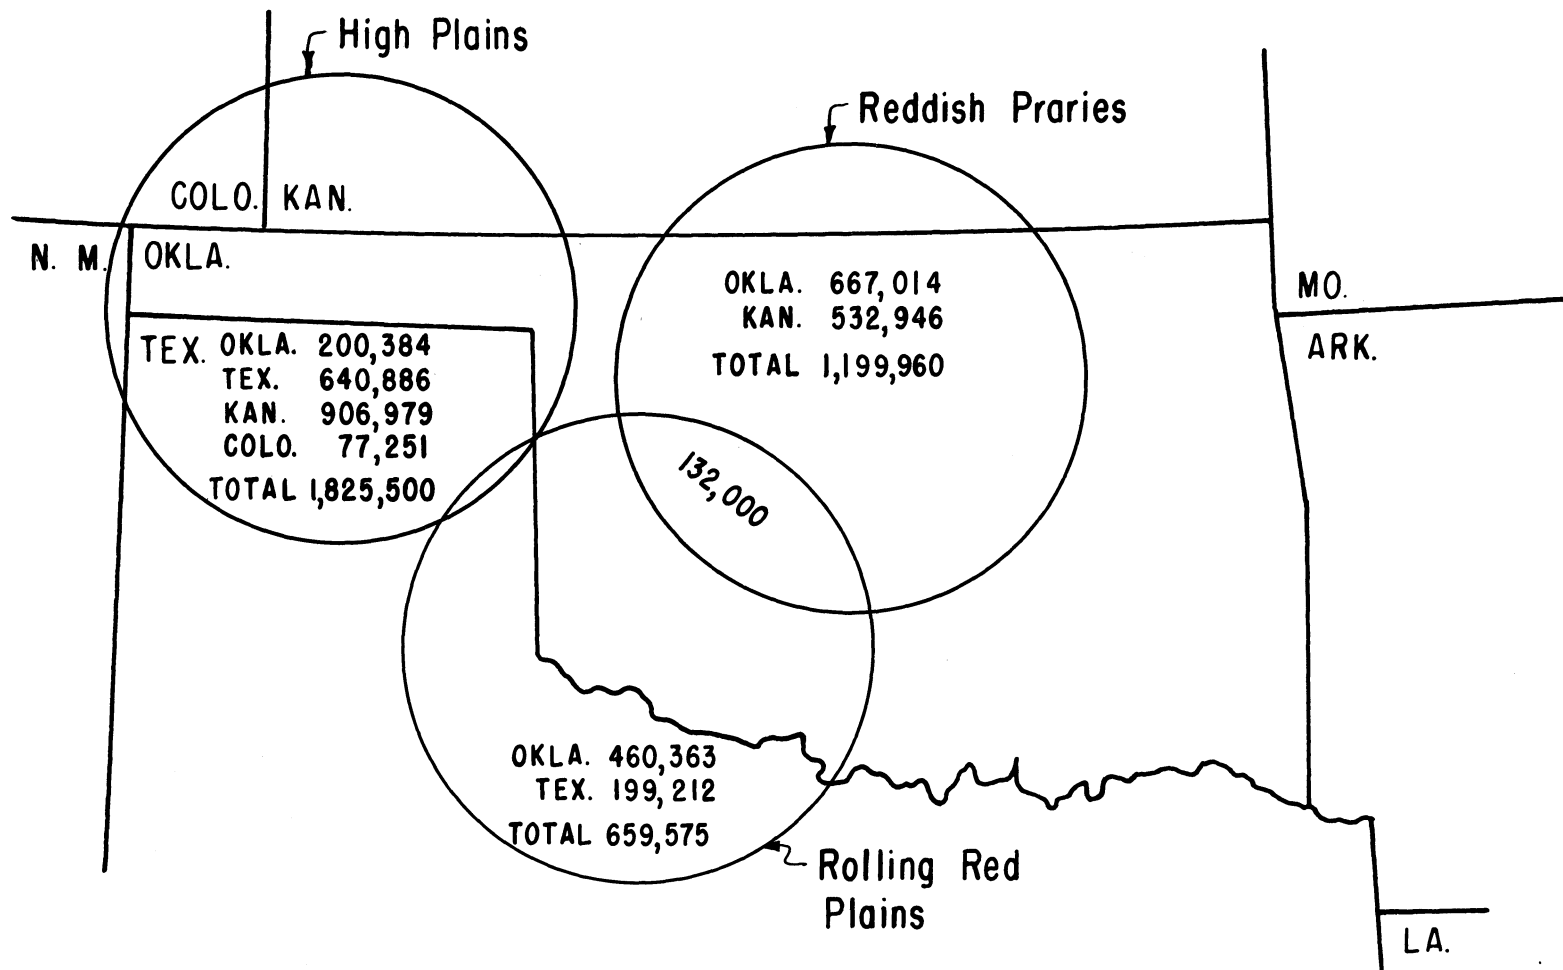 High Plains
Reddish Praries
COLO. KAN.
N. M. OKLA.
MO.
ARK.
TEX.
OKLA. 200,384
TEX. 640,886
KAN. 906,979
COLO. 77,251
TOTAL 1,825,500
OKLA. 667,014
KAN. 532,946
TOTAL 1,199,960
132,000
OKLA. 460,363
TEX. 199,212
TOTAL 659,575
Rolling Red
Plains
LA.